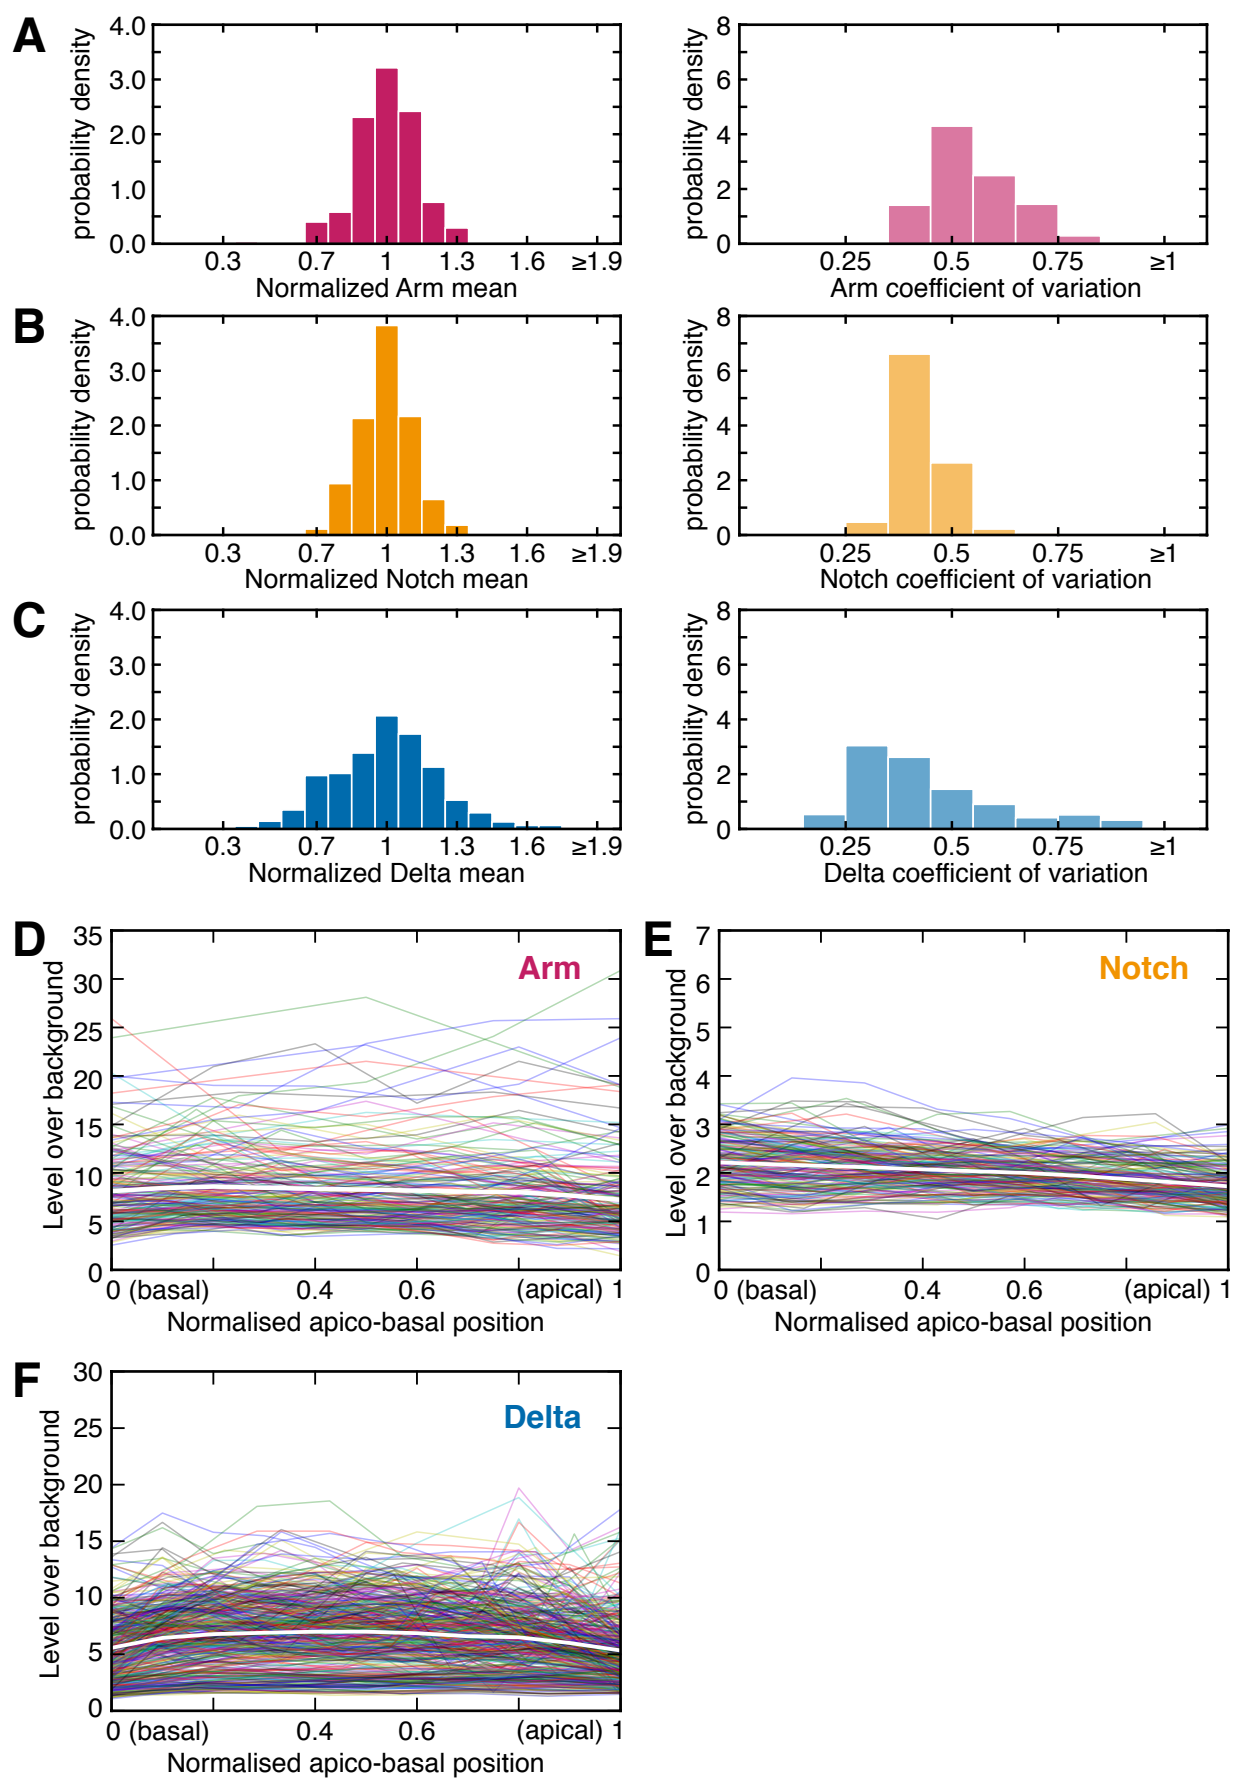 A
probability density
4.0
3.0
2.0
1.0
0.0
0.3 0.7 1 1.3 1.6 ≥1.9
Normalized Arm mean
probability density
8
6
4
2
0
0.25 0.5 0.75 ≥1
Arm coefficient of variation
B
probability density
4.0
3.0
2.0
1.0
0.0
0.3 0.7 1 1.3 1.6 ≥1.9
Normalized Notch mean
probability density
8
6
4
2
0
0.25 0.5 0.75 ≥1
Notch coefficient of variation
C
probability density
4.0
3.0
2.0
1.0
0.0
0.3 0.7 1 1.3 1.6 ≥1.9
Normalized Delta mean
probability density
8
6
4
2
0
0.25 0.5 0.75 ≥1
Delta coefficient of variation
D
Level over background
35
30
25
20
15
10
5
0
Arm
0 (basal) 0.4 0.6 (apical) 1
Normalised apico-basal position
E
Level over background
7
6
5
4
3
2
1
0
Notch
0 (basal) 0.4 0.6 (apical) 1
Normalised apico-basal position
F
Level over background
30
25
20
15
10
5
0
Delta
0 (basal) 0.4 0.6 (apical) 1
Normalised apico-basal position